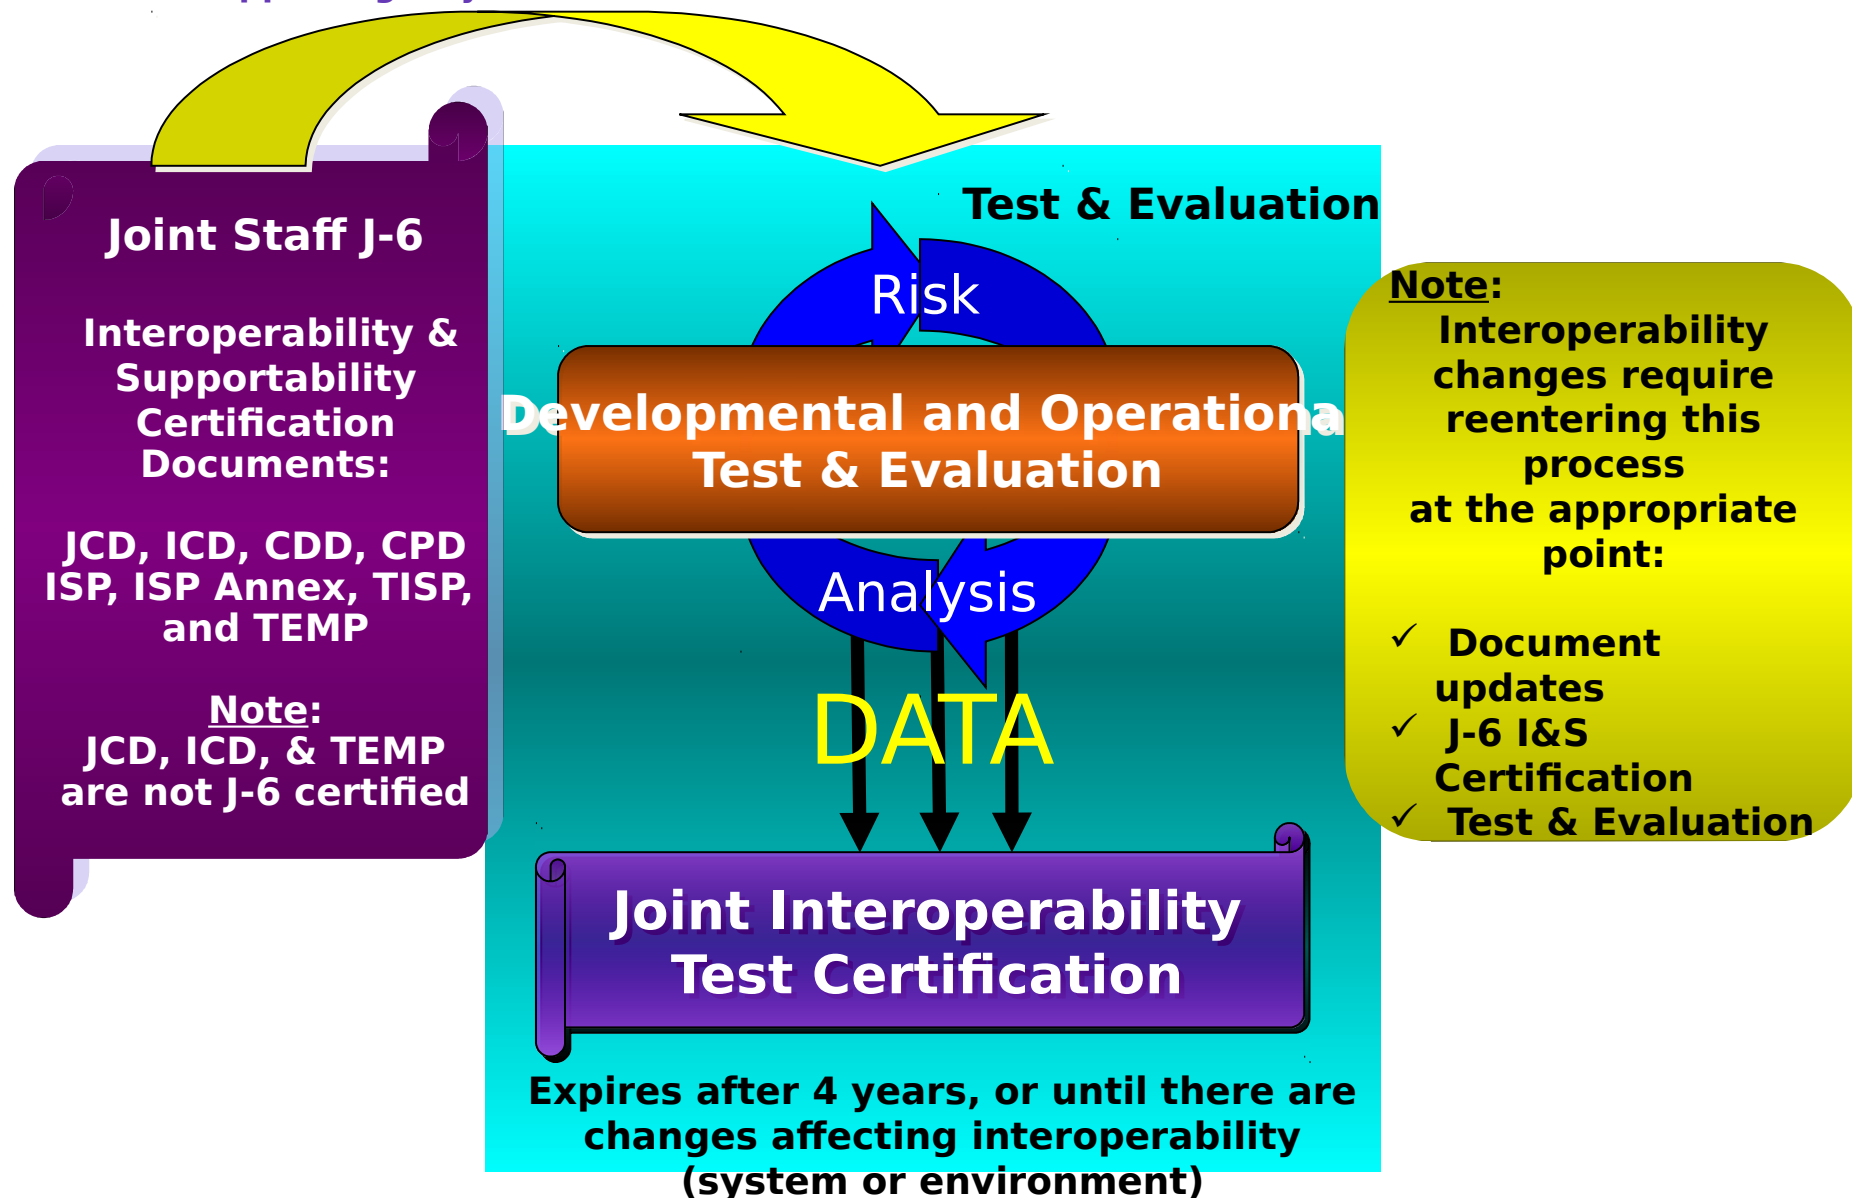 Joint Staff J-6
Interoperability &
Supportability
Certification
Documents:
JCD, ICD, CDD, CPD
ISP, ISP Annex, TISP,
and TEMP
Note:
JCD, ICD, & TEMP
are not J-6 certified
Test & Evaluation
Risk
Developmental and Operationa
Test & Evaluation
Analysis
DATA
Joint Interoperability
Test Certification
Expires after 4 years, or until there are
changes affecting interoperability
(system or environment)
Note:
Interoperability
changes require
reentering this
process
at the appropriate
point:
✓ Document
updates
✓ J-6 I&S
Certification
✓ Test & Evaluation